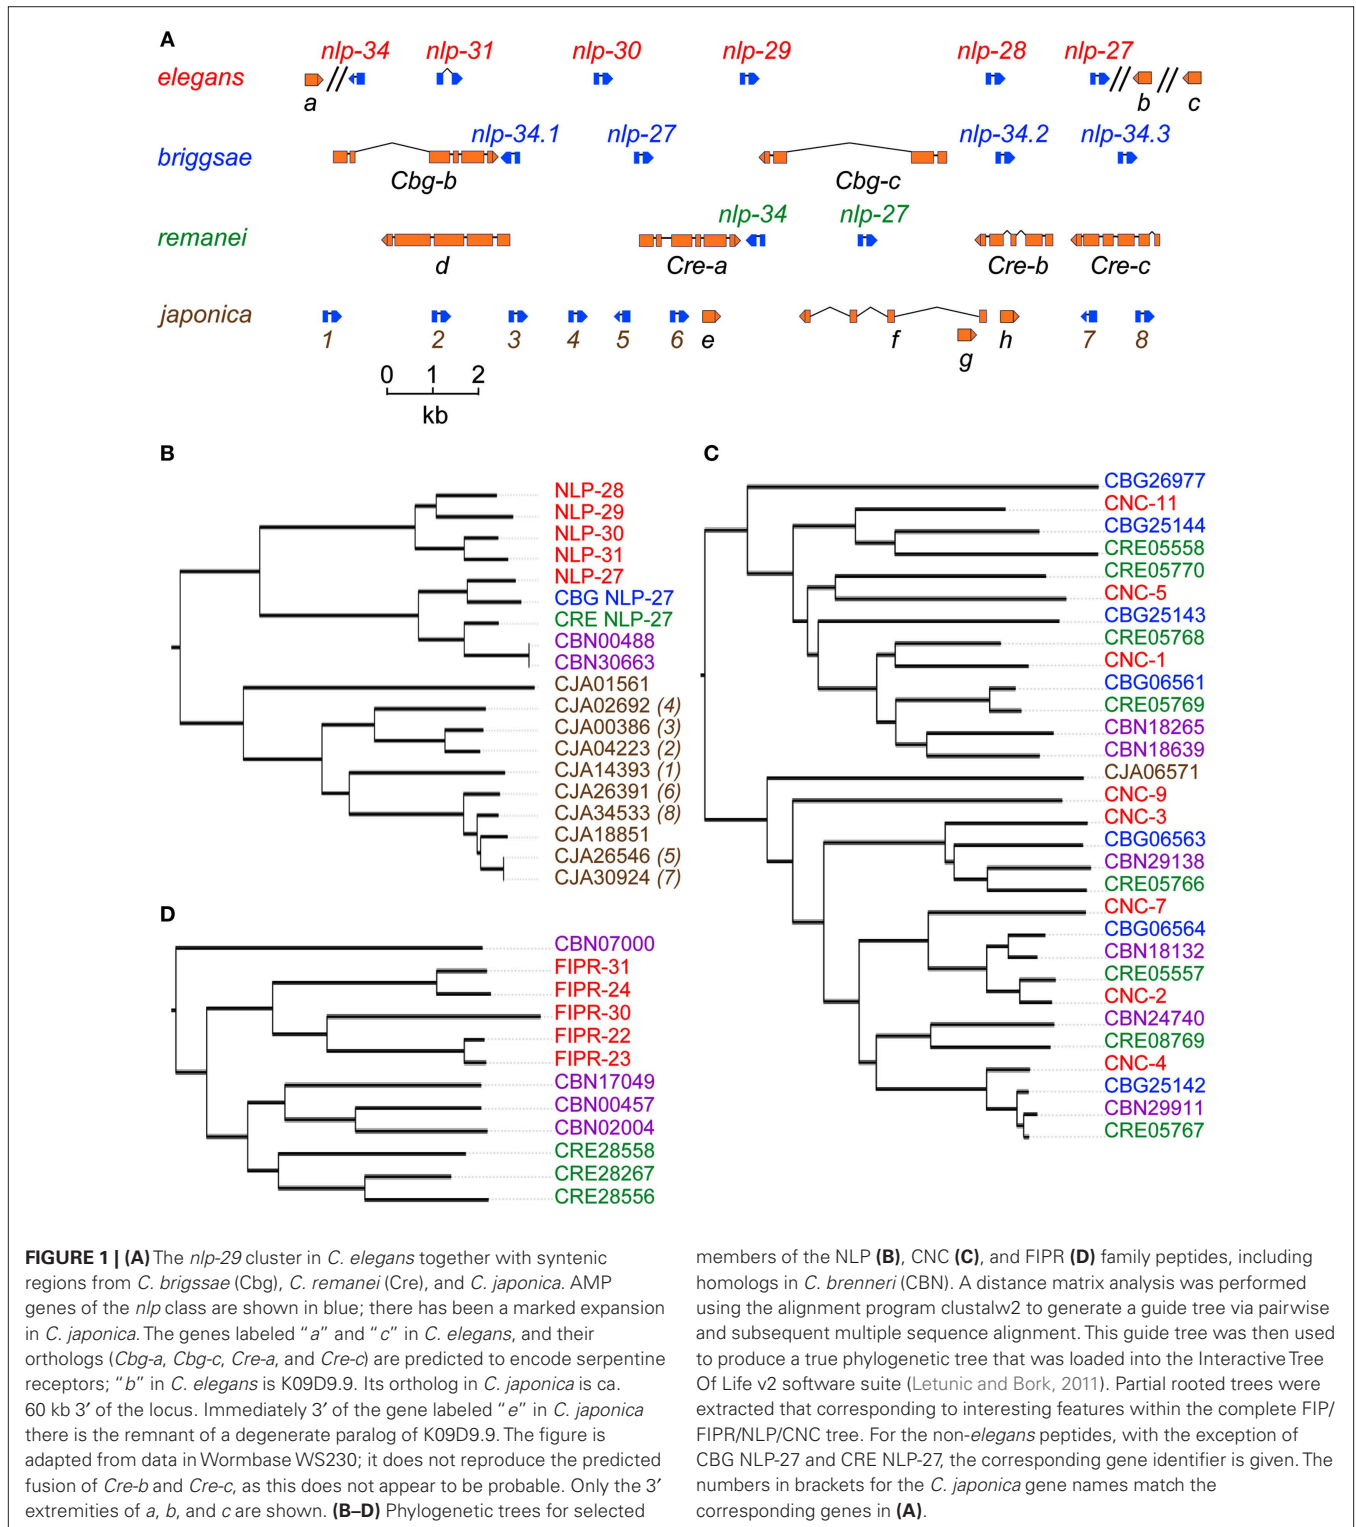 A
nlp-34 nlp-31 nlp-30 nlp-29 nlp-28 nlp-27
elegans
a b c
nlp-34.1 nlp-27 nlp-34.2 nlp-34.3
briggsae
Cbg-b Cbg-c
nlp-34 nlp-27
remanei
d Cre-a Cre-b Cre-c
japonica
1 2 3 4 5 6 e f g h 7 8
0 1 2
kb
B
NLP-28
NLP-29
NLP-30
NLP-31
NLP-27
CBG NLP-27
CRE NLP-27
CBN00488
CBN30663
CJA01561
CJA02692 (4)
CJA00386 (3)
CJA04223 (2)
CJA14393 (1)
CJA26391 (6)
CJA34533 (8)
CJA18851
CJA26546 (5)
CJA30924 (7)
C
CBG26977
CNC-11
CBG25144
CRE05558
CRE05770
CNC-5
CBG25143
CRE05768
CNC-1
CBG06561
CRE05769
CBN18265
CBN18639
CJA06571
CNC-9
CNC-3
CBG06563
CBN29138
CRE05766
CNC-7
CBG06564
CBN18132
CRE05557
CNC-2
CBN24740
CRE08769
CNC-4
CBG25142
CBN29911
CRE05767
D
CBN07000
FIPR-31
FIPR-24
FIPR-30
FIPR-22
FIPR-23
CBN17049
CBN00457
CBN02004
CRE28558
CRE28267
CRE28556
FIGURE 1 | (A) The nlp-29 cluster in C. elegans together with syntenic
regions from C. brigssae (Cbg), C. remanei (Cre), and C. japonica. AMP
genes of the nlp class are shown in blue; there has been a marked expansion
in C. japonica. The genes labeled "a" and "c" in C. elegans, and their
orthologs (Cbg-a, Cbg-c, Cre-a, and Cre-c) are predicted to encode serpentine
receptors; "b" in C. elegans is K09D9.9. Its ortholog in C. japonica is ca.
60 kb 3′ of the locus. Immediately 3′ of the gene labeled "e" in C. japonica
there is the remnant of a degenerate paralog of K09D9.9. The figure is
adapted from data in Wormbase WS230; it does not reproduce the predicted
fusion of Cre-b and Cre-c, as this does not appear to be probable. Only the 3′
extremities of a, b, and c are shown. (B–D) Phylogenetic trees for selected
members of the NLP (B), CNC (C), and FIPR (D) family peptides, including
homologs in C. brenneri (CBN). A distance matrix analysis was performed
using the alignment program clustalw2 to generate a guide tree via pairwise
and subsequent multiple sequence alignment. This guide tree was then used
to produce a true phylogenetic tree that was loaded into the Interactive Tree
Of Life v2 software suite (Letunic and Bork, 2011). Partial rooted trees were
extracted that corresponding to interesting features within the complete FIP/
FIPR/NLP/CNC tree. For the non-elegans peptides, with the exception of
CBG NLP-27 and CRE NLP-27, the corresponding gene identifier is given. The
numbers in brackets for the C. japonica gene names match the
corresponding genes in (A).